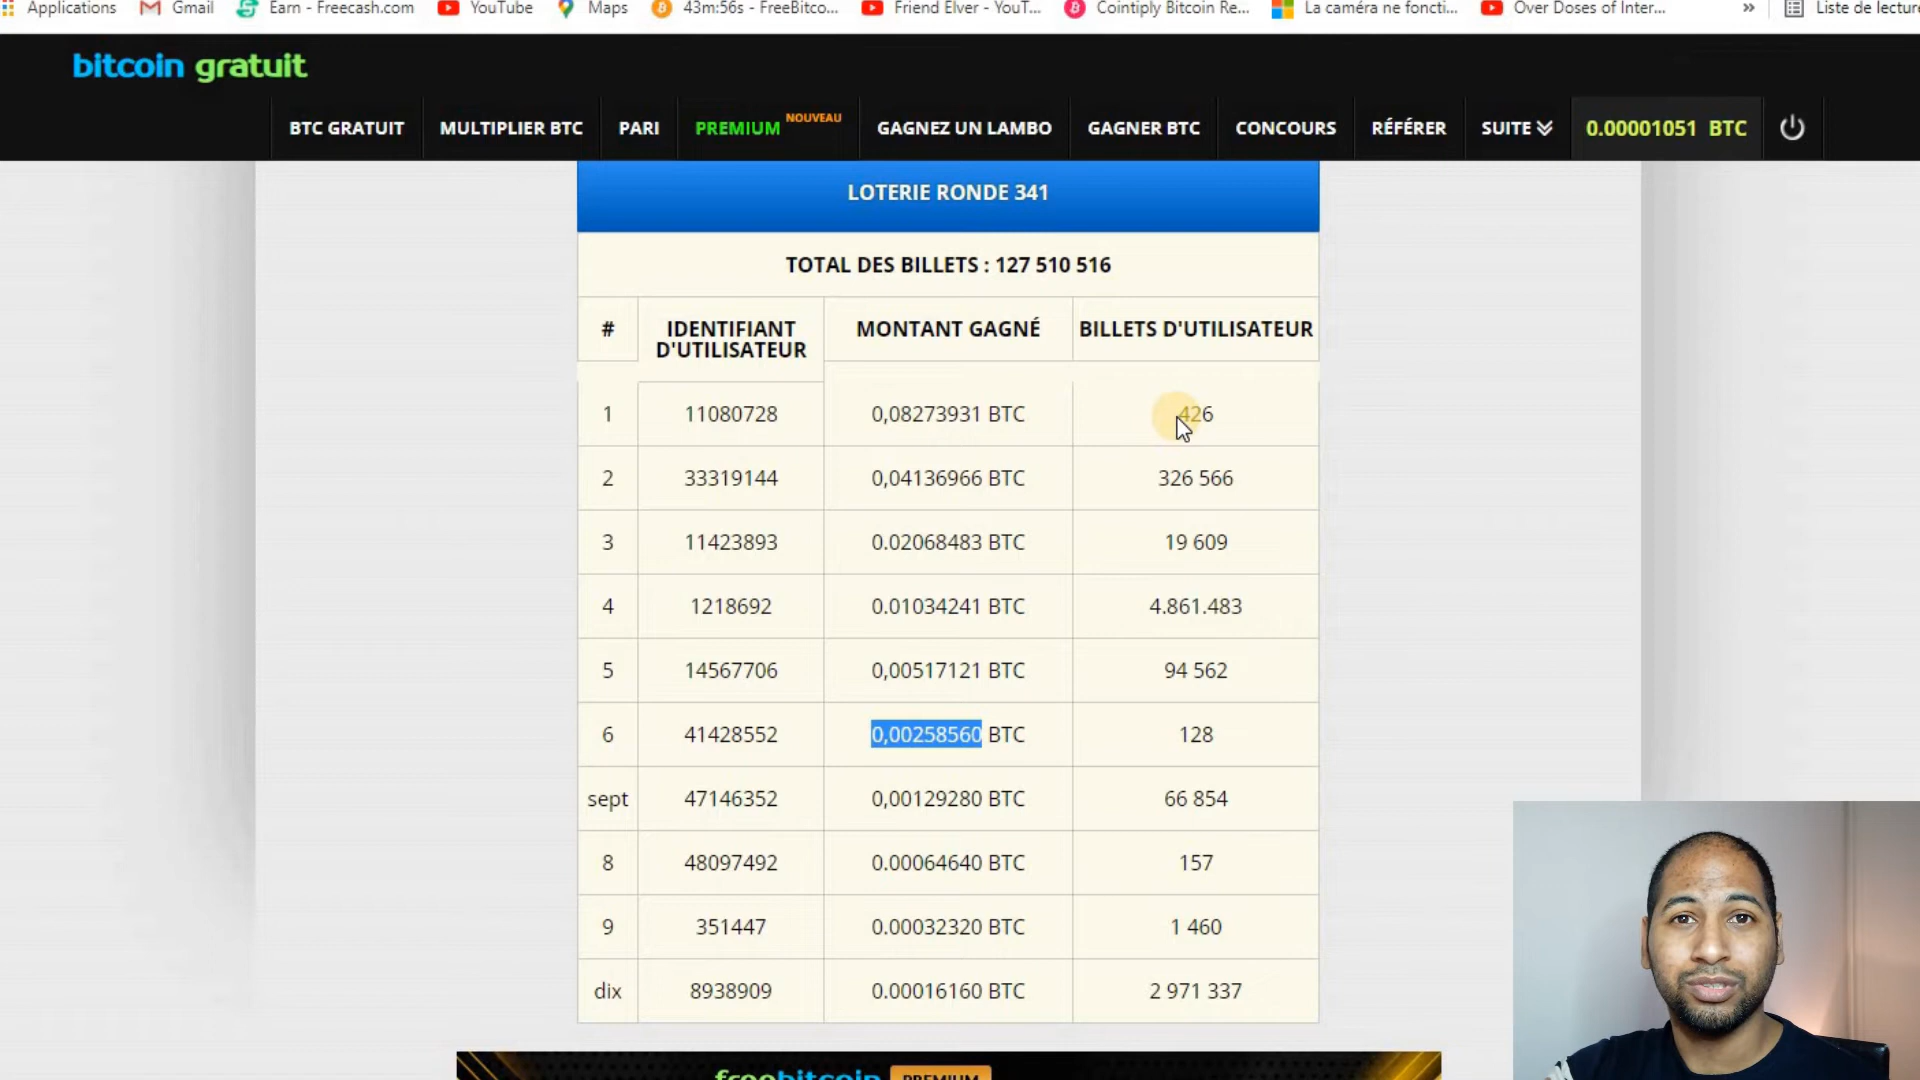 Applications Gmail Earn - Freecash.com YouTube Maps 43m:56s - FreeBitco... Friend Elver - YouT... Cointiply Bitcoin Re... La caméra ne foncti... Over Doses of Inter... » Liste de lecture
bitcoin gratuit
BTC GRATUIT MULTIPLIER BTC PARI PREMIUM NOUVEAU GAGNEZ UN LAMBO GAGNER BTC CONCOURS RÉFÉRER SUITE 0.00001051 BTC
LOTERIE RONDE 341
TOTAL DES BILLETS : 127 510 516
# IDENTIFIANT D'UTILISATEUR MONTANT GAGNÉ BILLETS D'UTILISATEUR
1 11080728 0,08273931 BTC 426
2 33319144 0,04136966 BTC 326 566
3 11423893 0.02068483 BTC 19 609
4 1218692 0.01034241 BTC 4.861.483
5 14567706 0,00517121 BTC 94 562
6 41428552 0,00258560 BTC 128
sept 47146352 0,00129280 BTC 66 854
8 48097492 0.00064640 BTC 157
9 351447 0.00032320 BTC 1 460
dix 8938909 0.00016160 BTC 2 971 337
freebitcoin PREMIUM